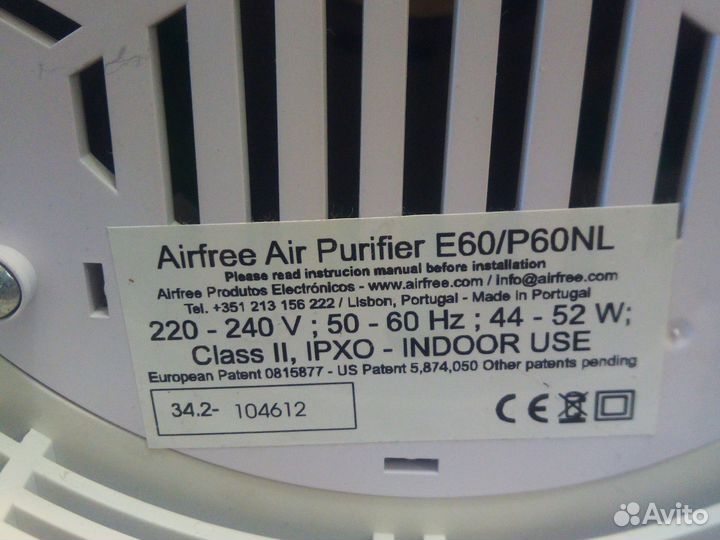 Airfree Air Purifier E60/P60NL
Please read instrucion manual before installation
Airfree Produtos Electrónicos - www.airfree.com / info@airfree.com
Tel. +351 213 156 222 / Lisbon, Portugal - Made in Portugal
220 - 240 V ; 50 - 60 Hz ; 44 - 52 W;
Class II, IPXO - INDOOR USE
European Patent 0815877 - US Patent 5,874,050 Other patents pending
34.2- 104612
CE
Avito